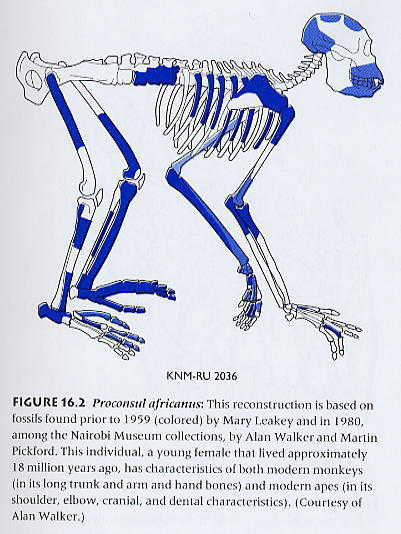 KNM-RU 2036
FIGURE 16.2 Proconsul africanus: This reconstruction is based on
fossils found prior to 1959 (colored) by Mary Leakey and in 1980,
among the Nairobi Museum collections, by Alan Walker and Martin
Pickford. This individual, a young female that lived approximately
18 million years ago, has characteristics of both modern monkeys
(in its long trunk and arm and hand bones) and modern apes (in its
shoulder, elbow, cranial, and dental characteristics). (Courtesy of
Alan Walker.)